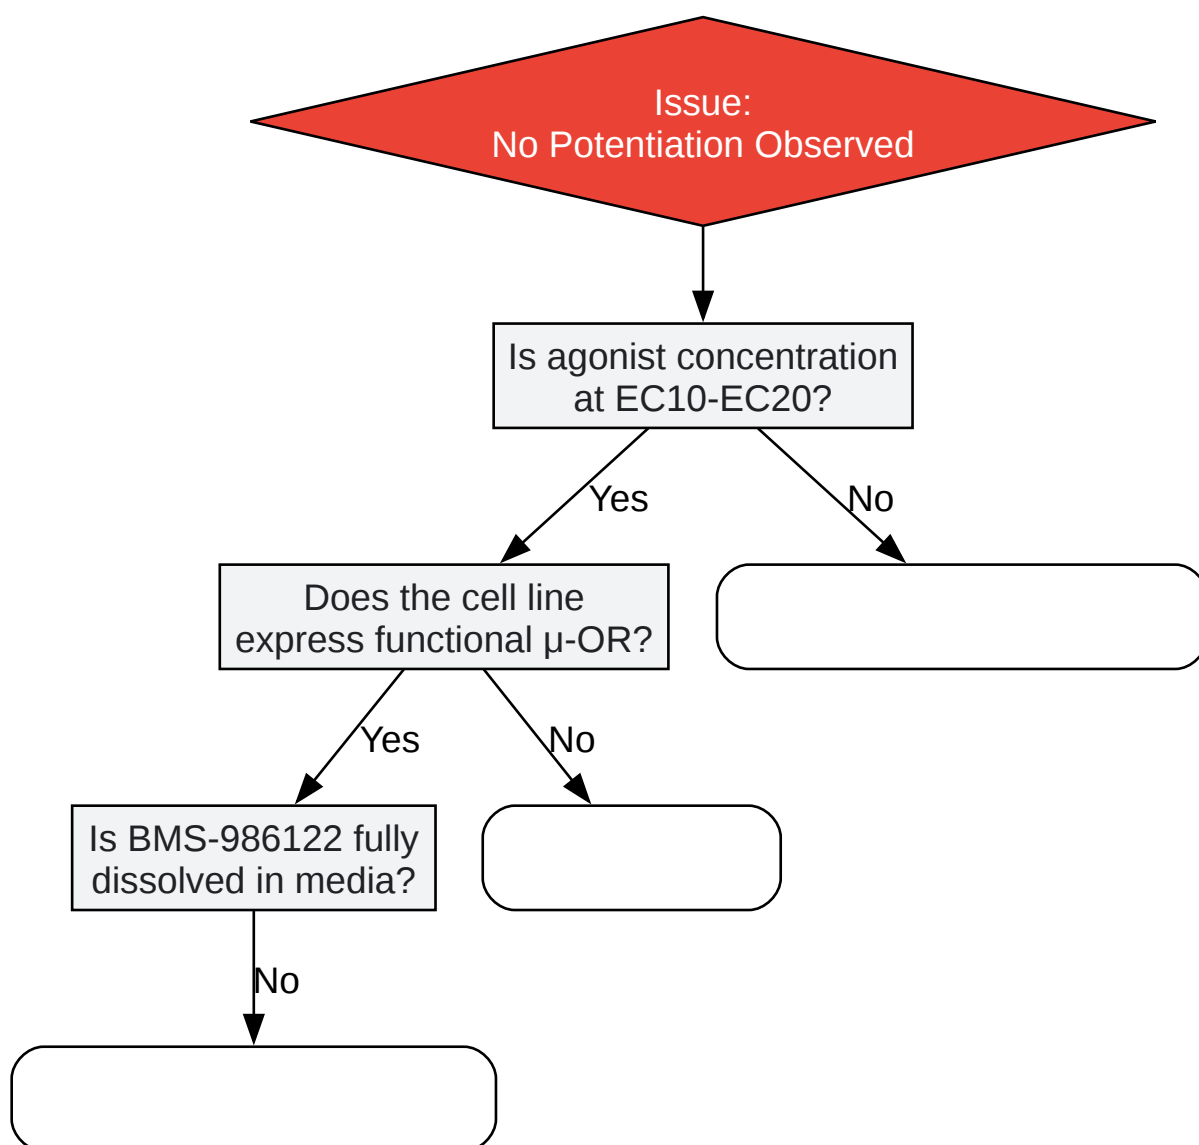 Issue:
No Potentiation Observed
Is agonist concentration
at EC10-EC20?
Yes
No
Does the cell line
express functional μ-OR?
Yes
No
Is BMS-986122 fully
dissolved in media?
No